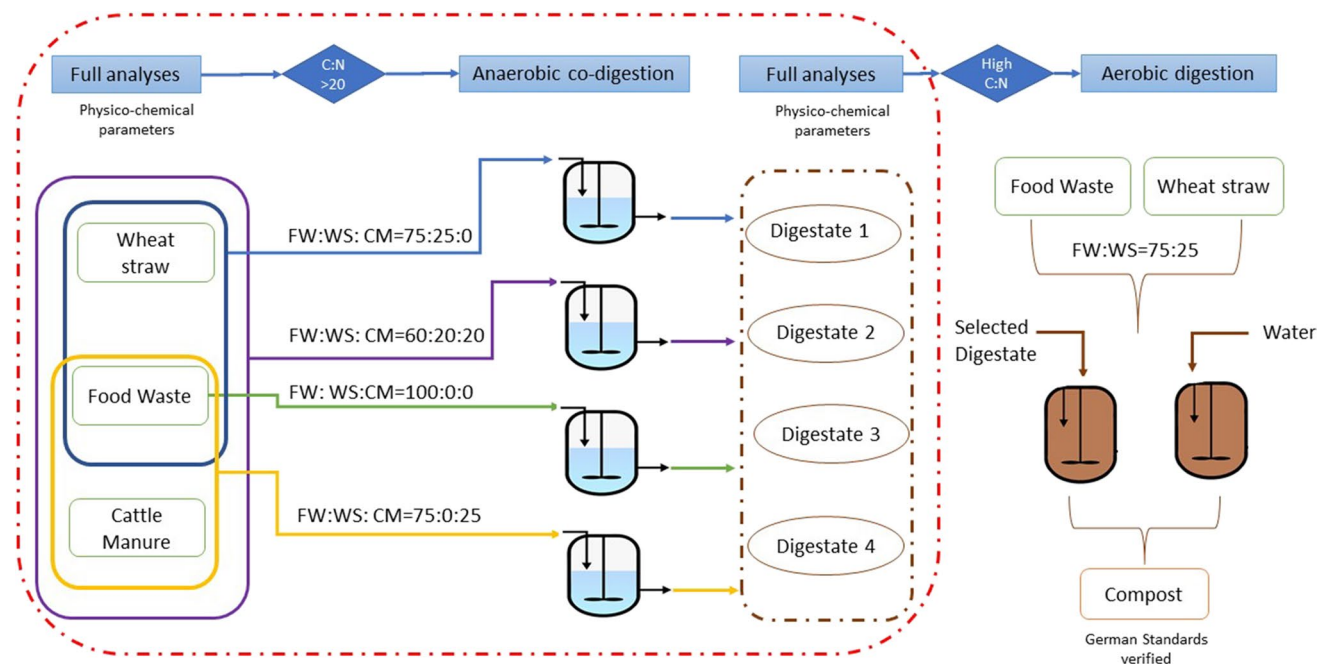 Full analyses
C:N
>20
Anaerobic co-digestion
Full analyses
High
C:N
Aerobic digestion
Physico-chemical
parameters
Physico-chemical
parameters
Wheat
straw
Food Waste
Cattle
Manure
FW:WS: CM=75:25:0
FW:WS: CM=60:20:20
FW: WS:CM=100:0:0
FW:WS: CM=75:0:25
Digestate 1
Digestate 2
Digestate 3
Digestate 4
Food Waste
Wheat straw
FW:WS=75:25
Selected
Digestate
Water
Compost
German Standards
verified